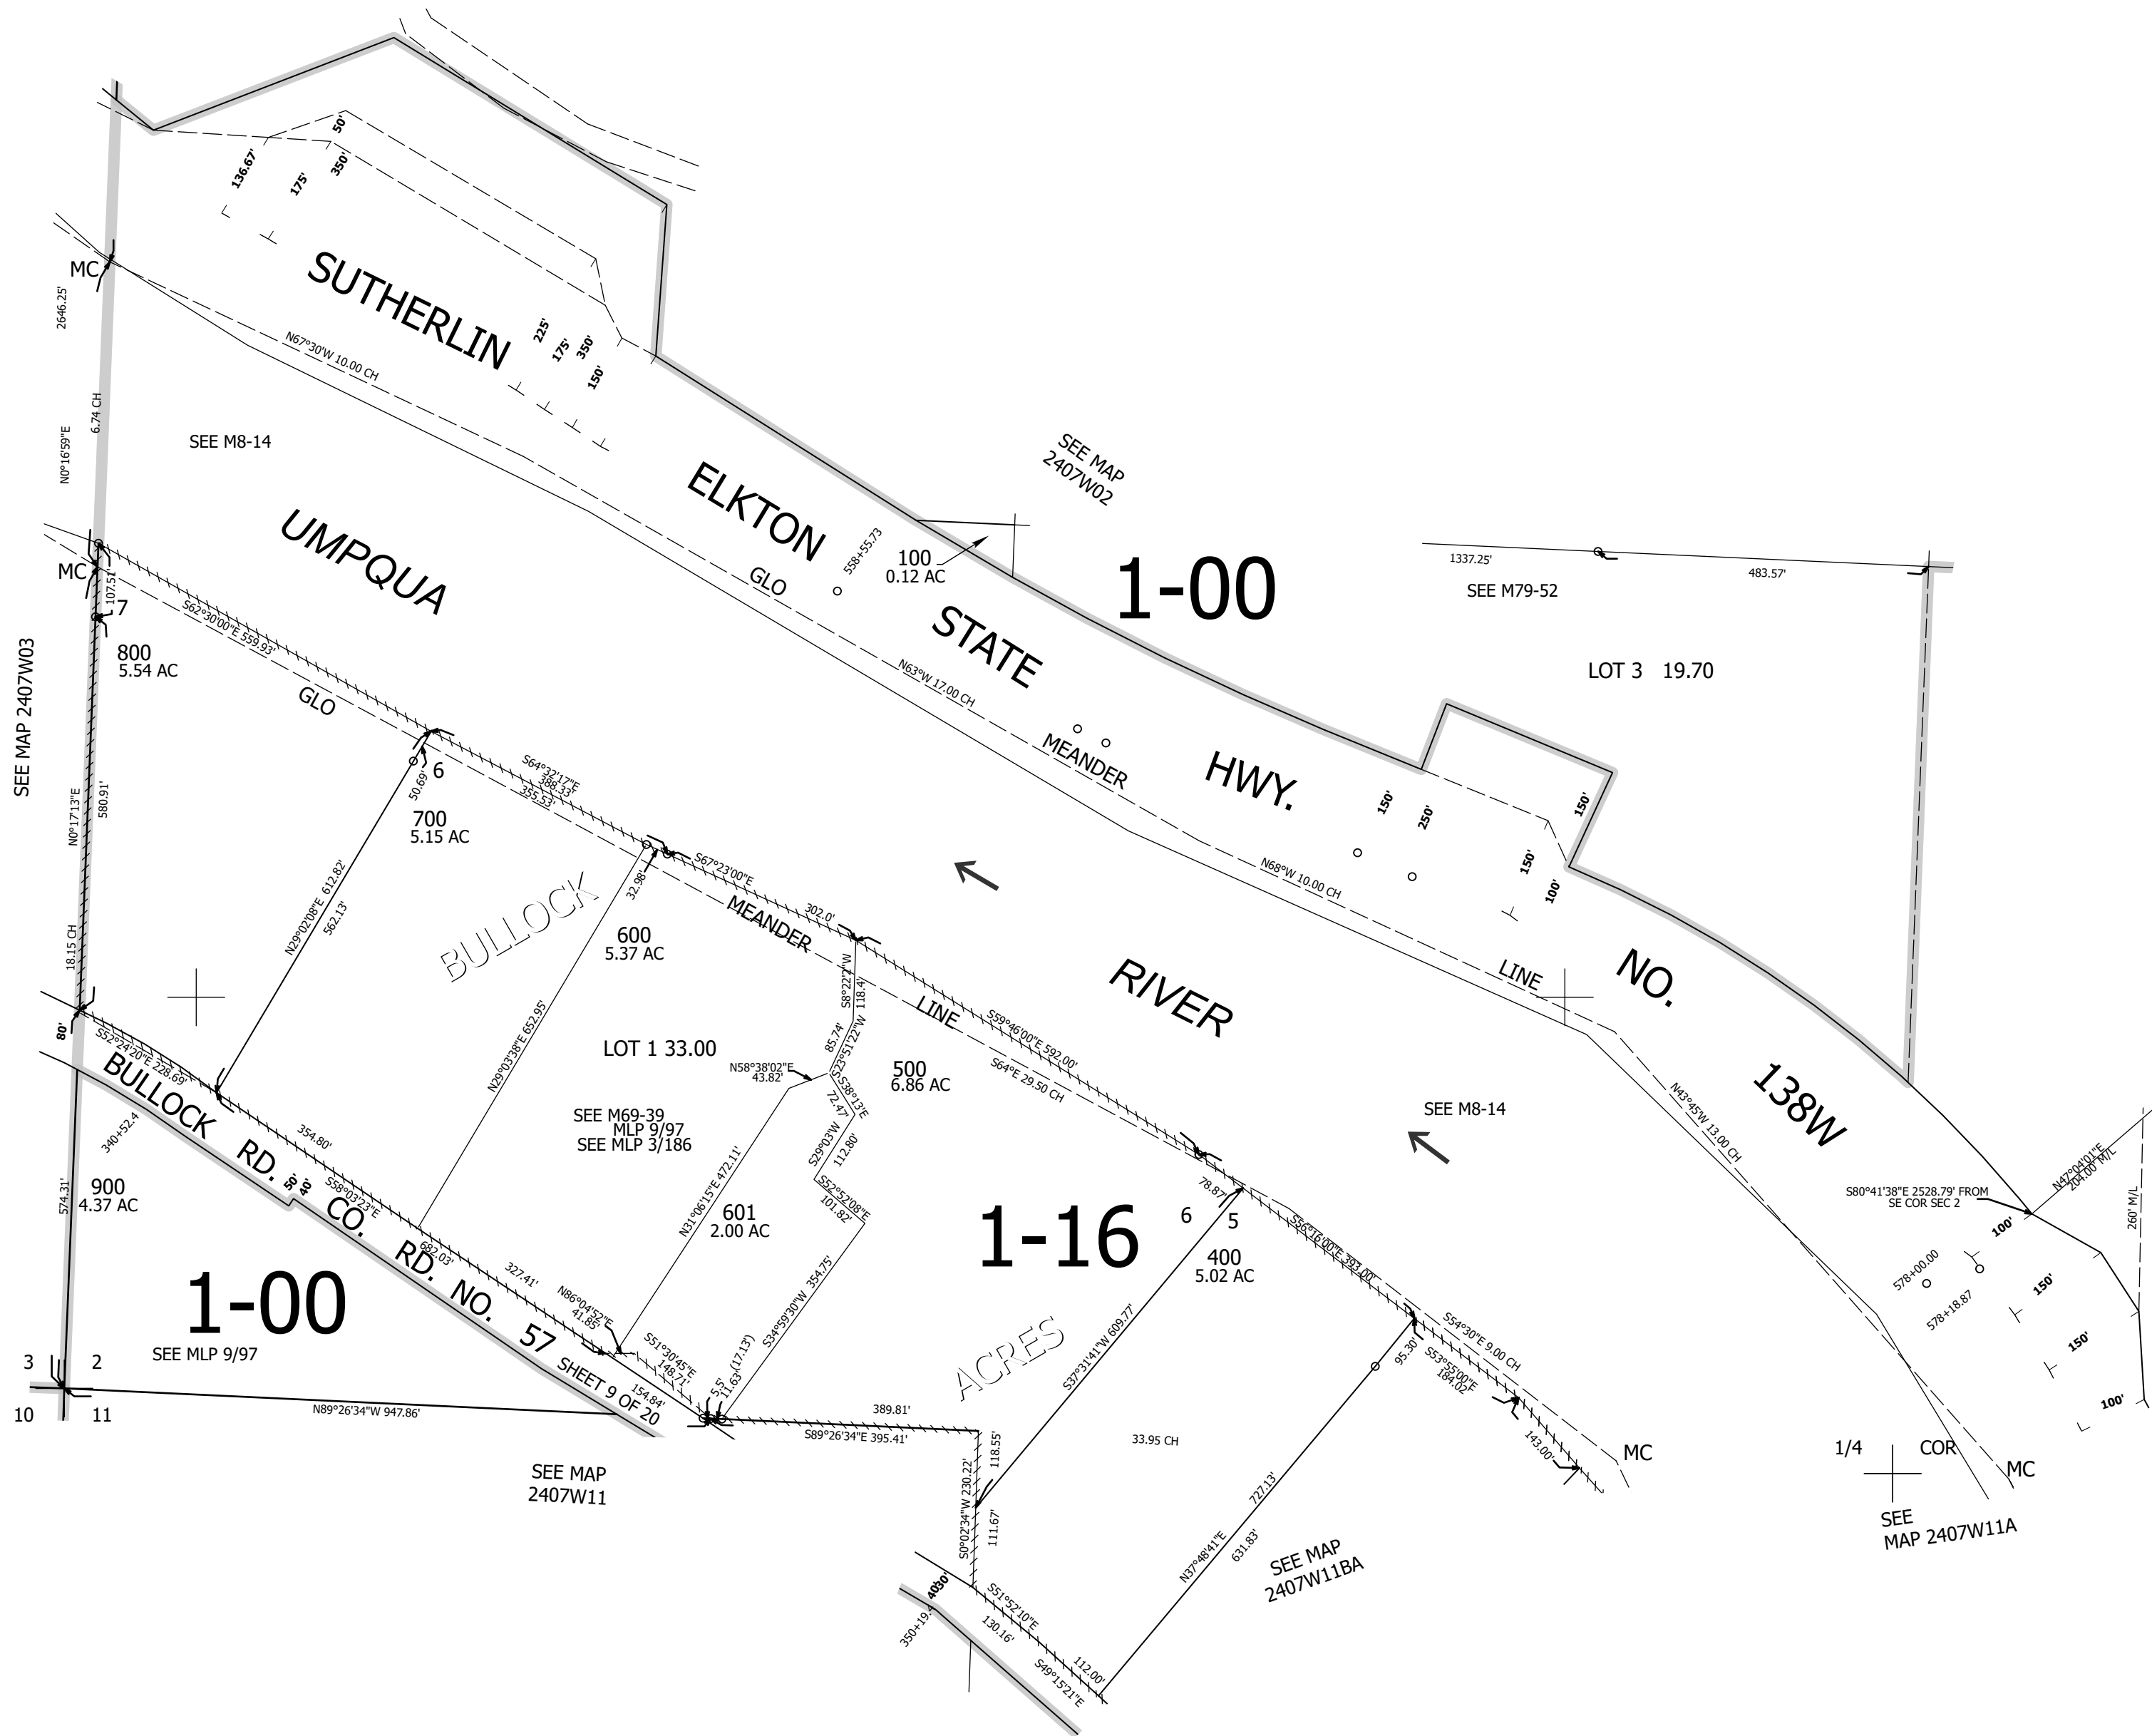 50'
136.67'
175'
350'
SUTHERLIN
MC
2646.25'
N67°30'W 10.00 CH
225'
175'
350'
150'
6.74 CH
N0°16'59"E
SEE M8-14
SEE MAP
2407W02
ELKTON
558+55.73
100
0.12 AC
UMPQUA
GLO
1-00
1337.25'
483.57'
SEE M79-52
MC
107.51'
7
S62°30'00"E 559.93'
STATE
SEE MAP 2407W03
800
5.54 AC
N63°W 17.00 CH
LOT 3 19.70
GLO
MEANDER
HWY.
S64°32'17"E
388.33'
355.53'
6
50.69'
700
5.15 AC
N0°17'13"E
580.91'
150'
250'
150'
150'
100'
N68°W 10.00 CH
S67°23'00"E
302.0'
32.98'
N29°02'08"E 612.82'
562.13'
BULLOCK
MEANDER
600
5.37 AC
18.15 CH
S8°22'2"W
118.4'
RIVER
LINE
NO.
LINE
S59°46'00"E 592.00'
S64°E 29.50 CH
80'
S52°24'20"E 228.69'
N29°03'38"E 652.95'
LOT 1 33.00
85.74'
S23°51'22"W
N58°38'02"E
43.82'
S38°13'E
72.47'
500
6.86 AC
138W
BULLOCK RD. CO. RD. NO. 57
340+52.4
354.80'
S58°03'23"E
682.03'
50'
40'
SEE M69-39
MLP 9/97
SEE MLP 3/186
S29°03'W
112.80'
S52°52'08"E
101.82'
SEE M8-14
N43°45'W 13.00 CH
N47°04'01"E
204.00' M/L
260' M/L
574.31'
900
4.37 AC
N31°06'15"E 472.11'
601
2.00 AC
1-16
78.87'
6
5
S80°41'38"E 2528.79' FROM
SE COR SEC 2
100'
400
5.02 AC
S56°16'00"E 393.00'
327.41'
1-00
SEE MLP 9/97
N86°04'52"E
41.85'
S34°59'30"W 354.75'
578+00.00
150'
578+18.87
150'
100'
S51°30'45"E
148.71'
154.84'
SHEET 9 OF 20
5.5'
11.63'
(17.13')
ACRES
S37°31'41"W 609.77'
95.30'
S54°30'E 9.00 CH
S53°55'00"E
184.02'
3
2
10
11
N89°26'34"W 947.86'
389.81'
S89°26'34"E 395.41'
33.95 CH
143.00'
MC
1/4 COR
MC
SEE MAP
2407W11
118.55'
S0°02'34"W 230.22'
111.67'
727.13'
N37°48'41"E
631.83'
SEE MAP
2407W11BA
SEE
MAP 2407W11A
40'
30'
S51°52'10"E
130.16'
112.00'
S49°15'21"E